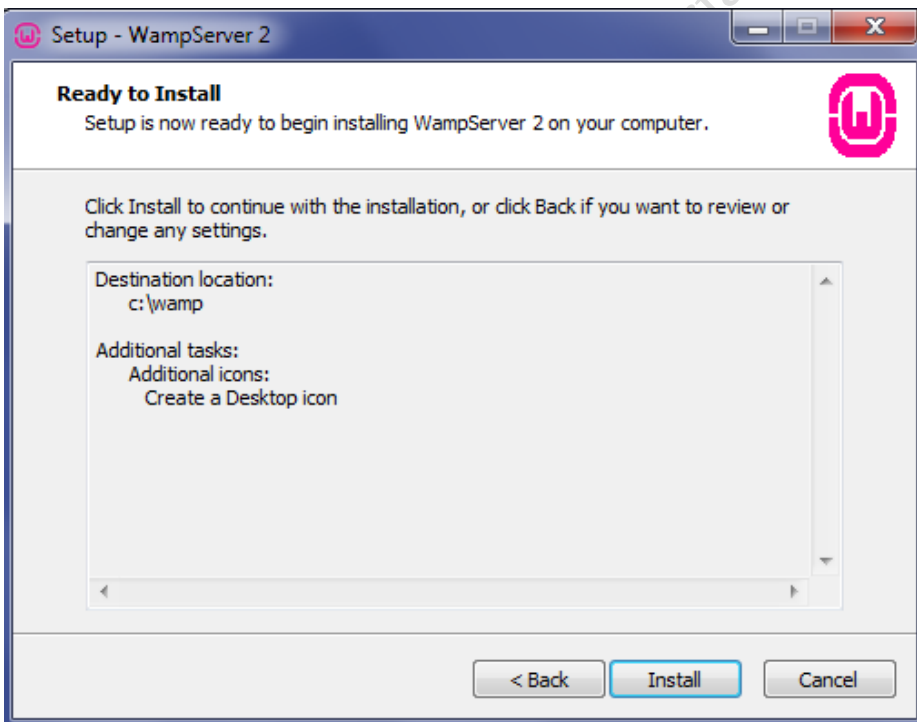 Setup - WampServer 2
Ready to Install
Setup is now ready to begin installing WampServer 2 on your computer.
Click Install to continue with the installation, or click Back if you want to review or
change any settings.
Destination location:
c:\wamp
Additional tasks:
Additional icons:
Create a Desktop icon
< Back
Install
Cancel